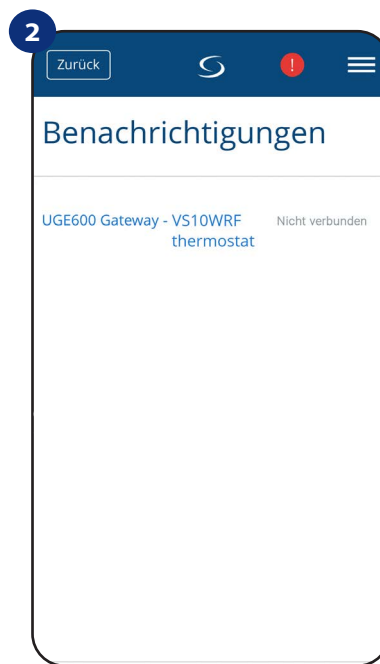 2
Zurück
!
Benachrichtigungen
UGE600 Gateway - VS10WRF Nicht verbunden
thermostat